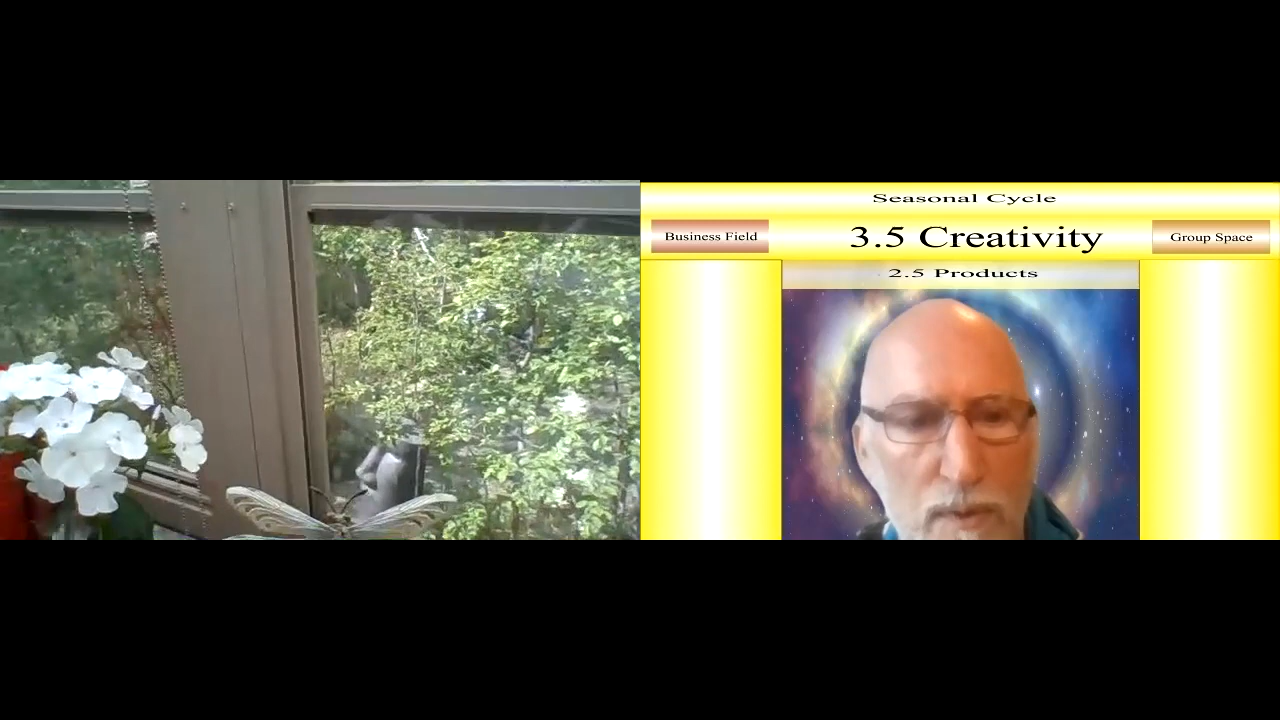 Seasonal Cycle
Business Field
3.5 Creativity
Group Space
2.5 Products